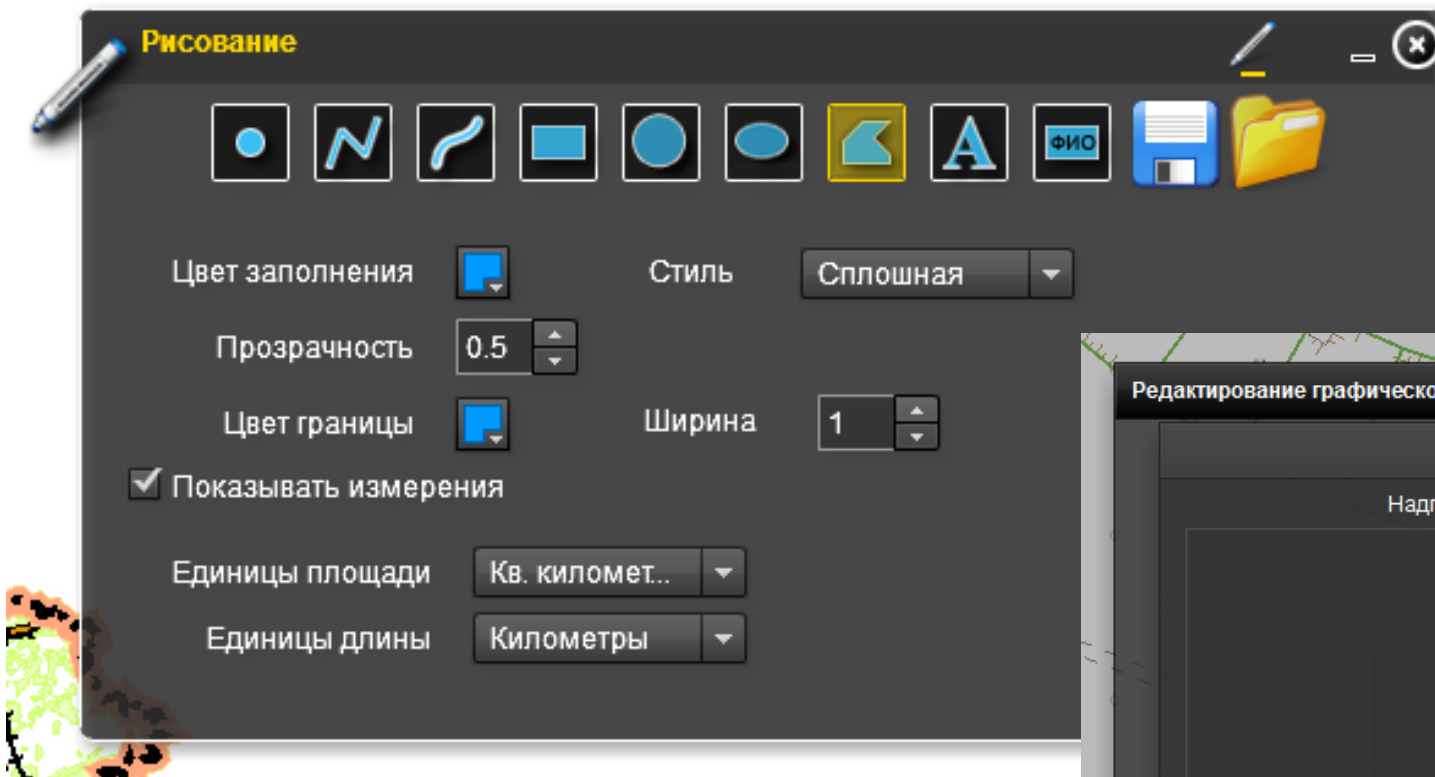 Рисование
A ФИО
Цвет заполнения Стиль Сплошная
Прозрачность 0.5
Цвет границы Ширина 1
Показывать измерения
Единицы площади Кв. километ...
Единицы длины Километры
Редактирование графическо
Надп